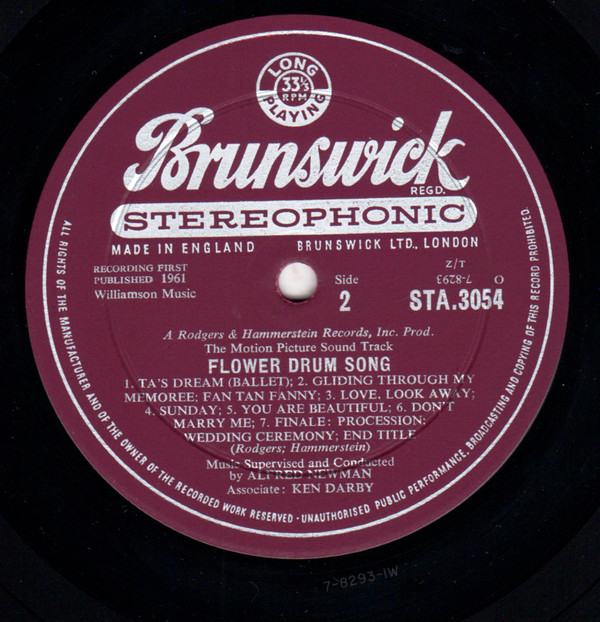 LONG
33⅓
RPM
PLAYING
Brunswick
REGD.
STEREOPHONIC
MADE IN ENGLAND BRUNSWICK LTD., LONDON
RECORDING FIRST
PUBLISHED 1961
Williamson Music
Side
2
Z/T
7-8293 O
STA.3054
A Rodgers & Hammerstein Records, Inc. Prod.
The Motion Picture Sound Track
FLOWER DRUM SONG
1. TA'S DREAM (BALLET); 2. GLIDING THROUGH MY
MEMOREE; FAN TAN FANNY; 3. LOVE, LOOK AWAY;
4. SUNDAY; 5. YOU ARE BEAUTIFUL; 6. DON'T
MARRY ME; 7. FINALE: PROCESSION;
WEDDING CEREMONY; END TITLE
(Rodgers; Hammerstein)
Music Supervised and Conducted
by ALFRED NEWMAN
Associate: KEN DARBY
ALL RIGHTS OF THE MANUFACTURER AND OF THE OWNER OF THE RECORDED WORK RESERVED · UNAUTHORISED PUBLIC PERFORMANCE, BROADCASTING AND COPYING OF THIS RECORD PROHIBITED.
7-8293-1W